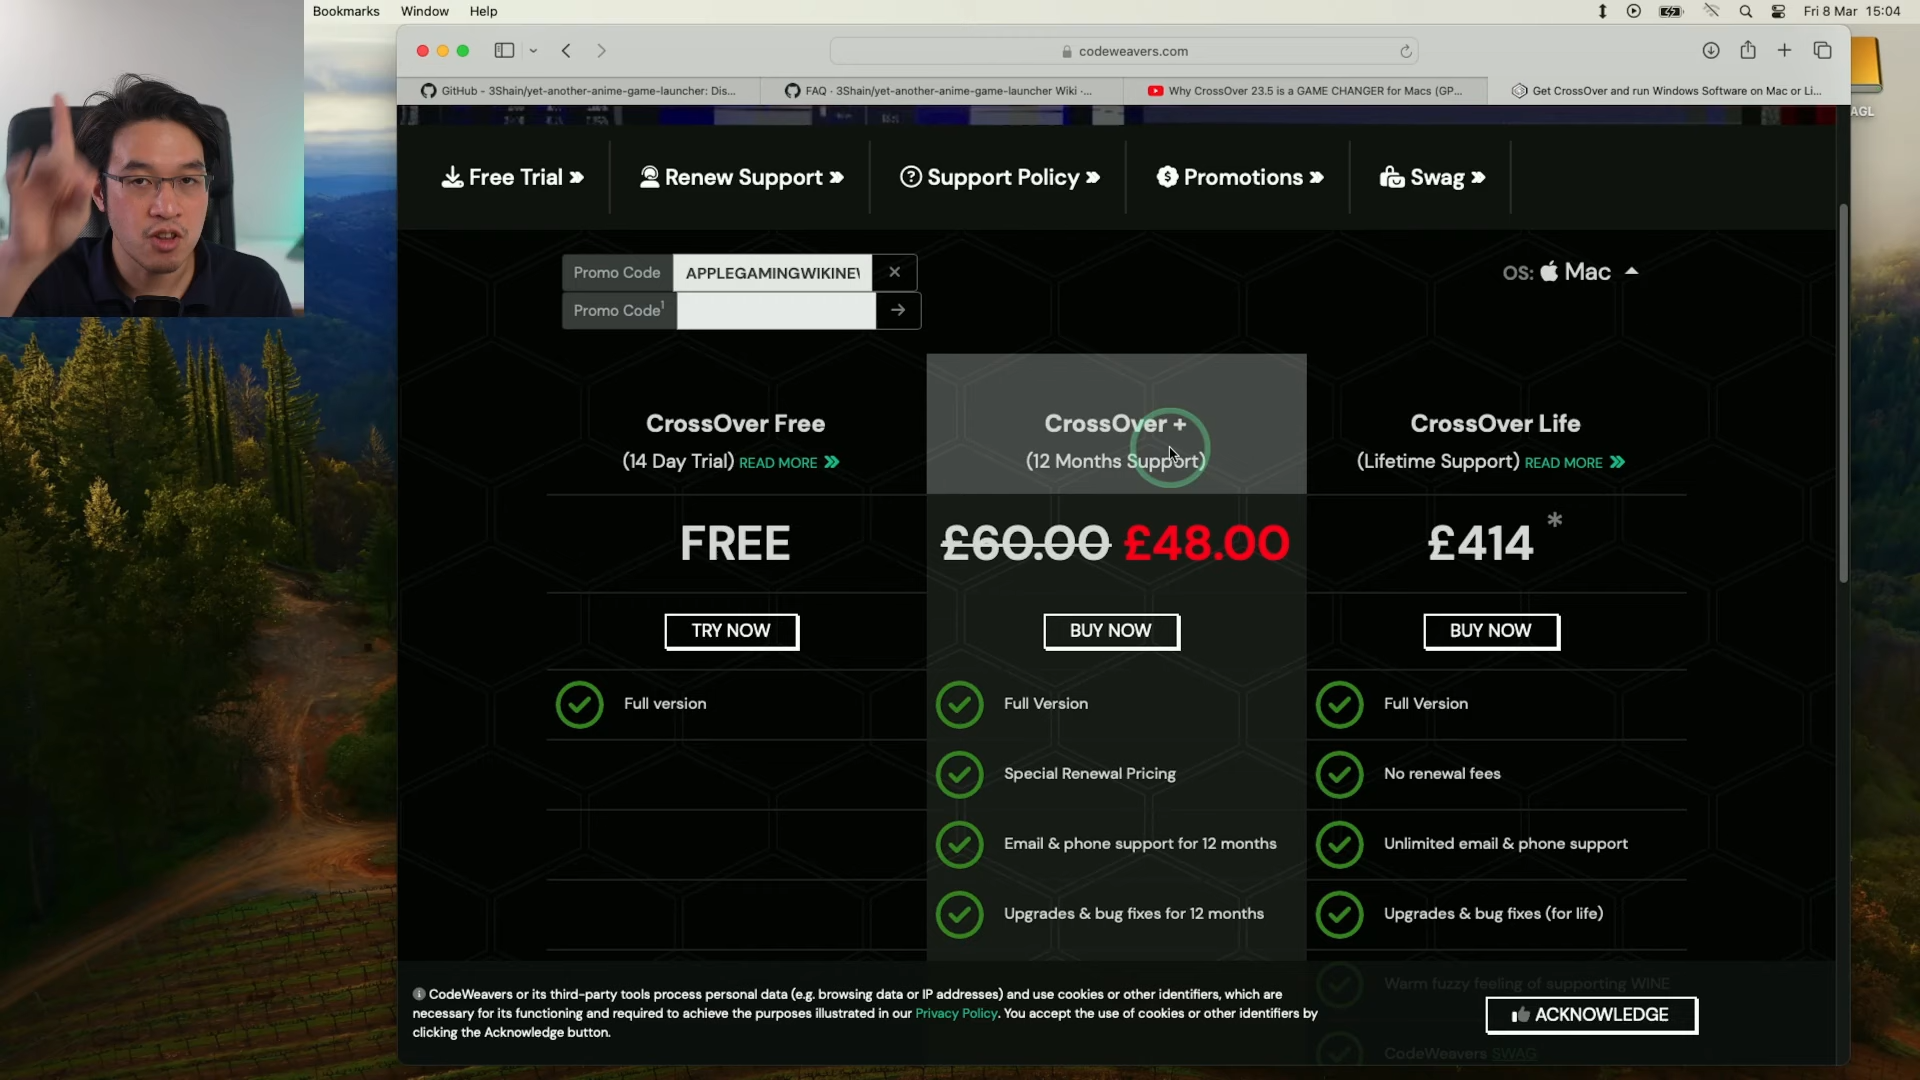 Bookmarks Window Help
Fri 8 Mar 15:04
codeweavers.com
GitHub - 3Shain/yet-another-anime-game-launcher: Dis...
FAQ · 3Shain/yet-another-anime-game-launcher Wiki ·...
Why CrossOver 23.5 is a GAME CHANGER for Macs (GP...
Get CrossOver and run Windows Software on Mac or Li...
AGL
Free Trial
Renew Support
Support Policy
Promotions
Swag
Promo Code APPLEGAMINGWIKINE
OS: Mac
Promo Code1
CrossOver Free
(14 Day Trial) READ MORE
CrossOver +
(12 Months Support)
CrossOver Life
(Lifetime Support) READ MORE
FREE
£60.00 £48.00
£414 *
TRY NOW
BUY NOW
BUY NOW
Full version
Full Version
Full Version
Special Renewal Pricing
No renewal fees
Email & phone support for 12 months
Unlimited email & phone support
Upgrades & bug fixes for 12 months
Upgrades & bug fixes (for life)
Warm fuzzy feeling of supporting WINE
CodeWeavers or its third-party tools process personal data (e.g. browsing data or IP addresses) and use cookies or other identifiers, which are
necessary for its functioning and required to achieve the purposes illustrated in our Privacy Policy. You accept the use of cookies or other identifiers by
clicking the Acknowledge button.
ACKNOWLEDGE
CodeWeavers SWAG